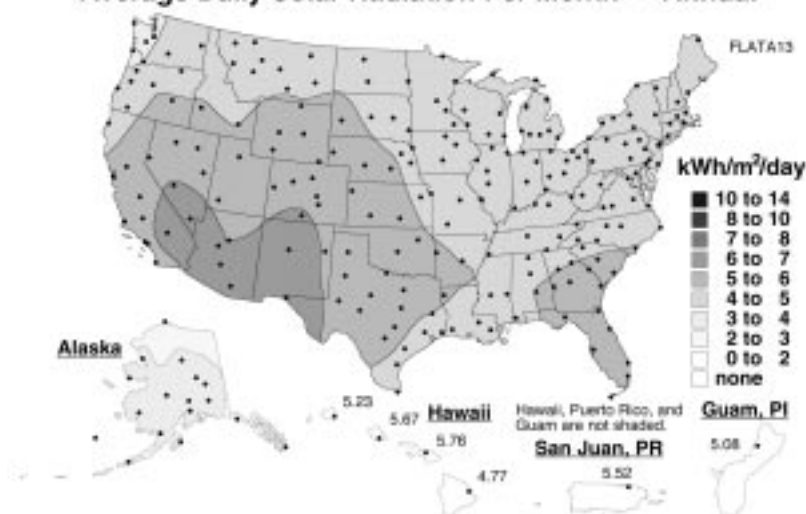 Average Daily Solar Radiation Per Month - Annual
FLATA13
kWh/m²/day
10 to 14
8 to 10
7 to 8
6 to 7
5 to 6
4 to 5
3 to 4
2 to 3
0 to 2
none
Alaska
5.23
5.67
Hawaii
5.76
4.77
Hawaii, Puerto Rico, and
Guam are not shaded.
San Juan, PR
5.52
Guam, PI
5.08